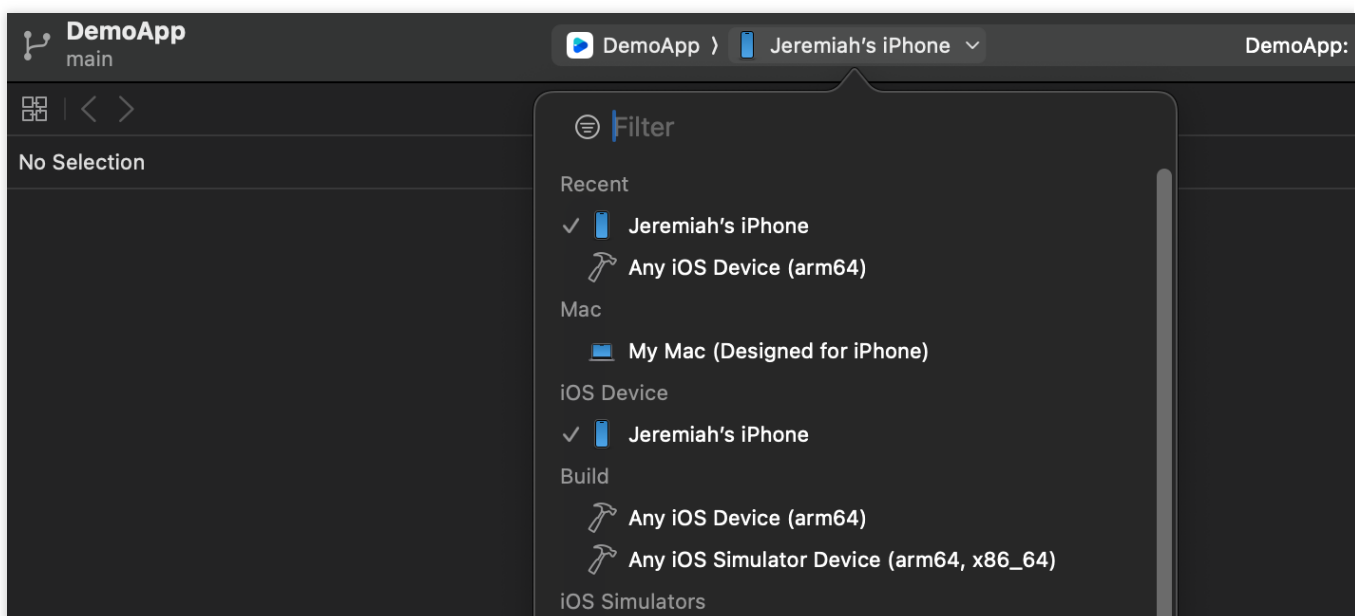 DemoApp
main
DemoApp ⟩ Jeremiah’s iPhone
DemoApp:
Filter
No Selection
Recent
Jeremiah’s iPhone
Any iOS Device (arm64)
Mac
My Mac (Designed for iPhone)
iOS Device
Jeremiah’s iPhone
Build
Any iOS Device (arm64)
Any iOS Simulator Device (arm64, x86_64)
iOS Simulators